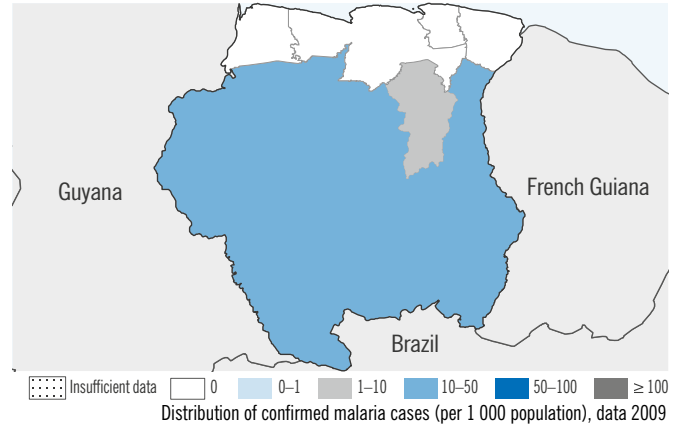 Guyana
French Guiana
Brazil
Insufficient data 0 0–1 1–10 10–50 50–100 ≥ 100
Distribution of confirmed malaria cases (per 1 000 population), data 2009